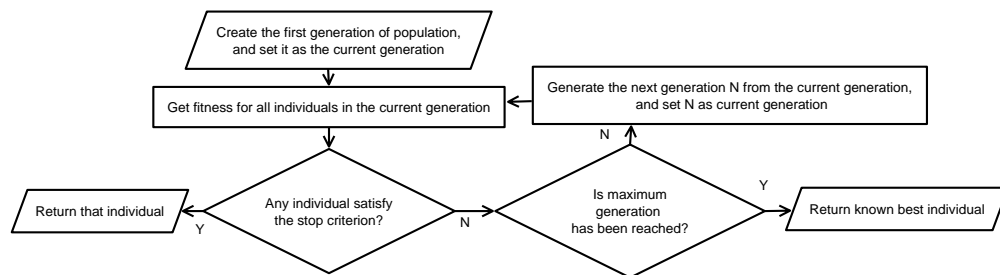 Create the first generation of population,
and set it as the current generation
Get fitness for all individuals in the current generation
Generate the next generation N from the current generation,
and set N as current generation
N
Any individual satisfy
the stop criterion?
Is maximum
generation
has been reached?
Return that individual
Y
N
Y
Return known best individual